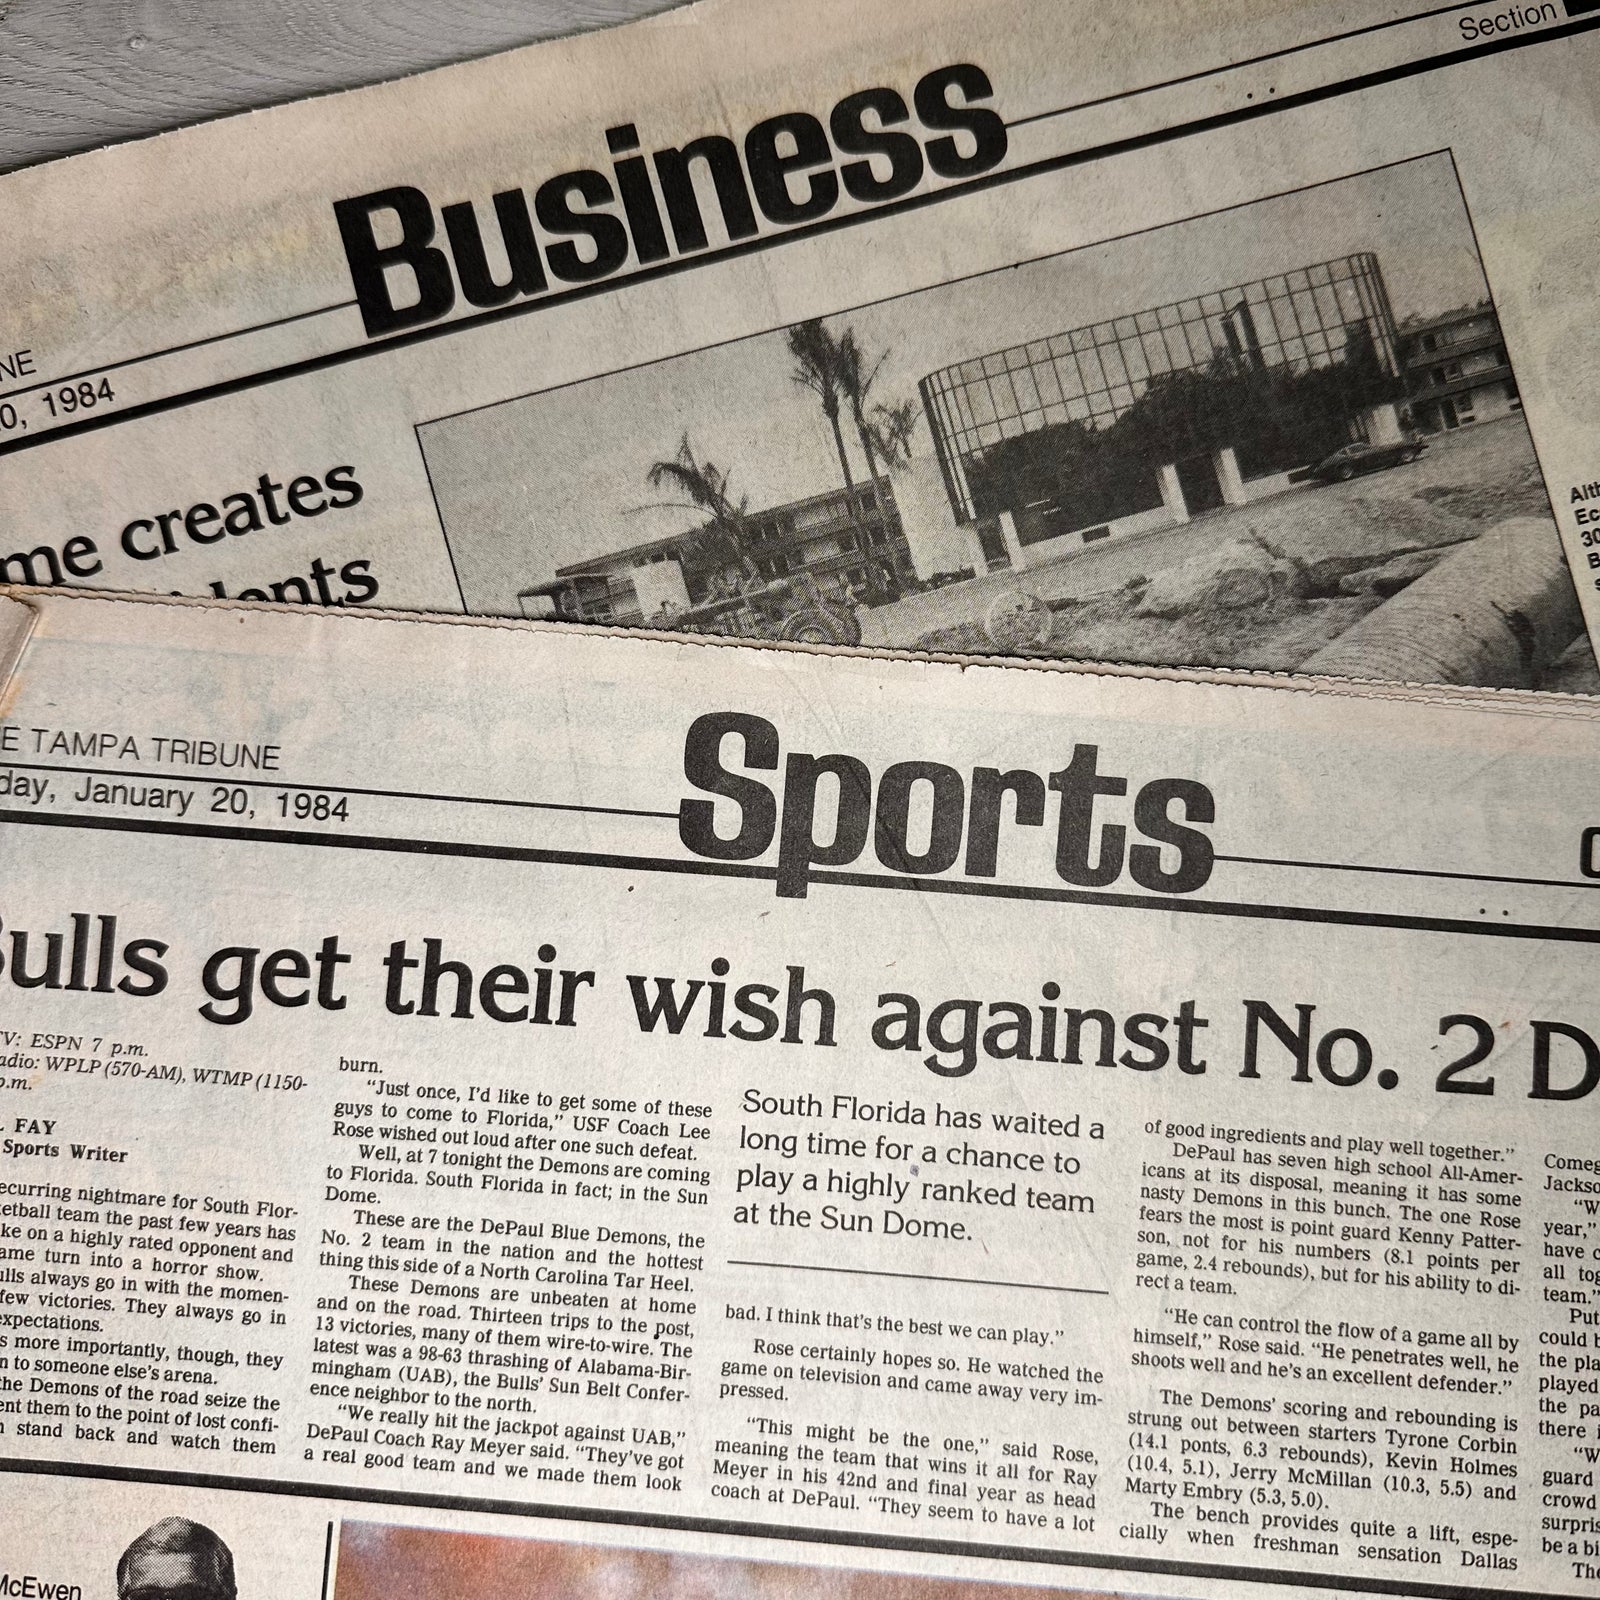 Section
Business
NE
0, 1984
me creates
Alth
Ec
30
B
s
E TAMPA TRIBUNE
day, January 20, 1984
Sports
C
Bulls get their wish against No. 2 D
TV: ESPN 7 p.m.
adio: WPLP (570-AM), WTMP (1150-
p.m.
L FAY
Sports Writer
ecurring nightmare for South Flor-
ketball team the past few years has
ke on a highly rated opponent and
ame turn into a horror show.
ulls always go in with the momen-
few victories. They always go in
expectations.
s more importantly, though, they
n to someone else's arena.
the Demons of the road seize the
ent them to the point of lost confi-
n stand back and watch them
burn.
"Just once, I'd like to get some of these
guys to come to Florida," USF Coach Lee
Rose wished out loud after one such defeat.
Well, at 7 tonight the Demons are coming
to Florida. South Florida in fact; in the Sun
Dome.
These are the DePaul Blue Demons, the
No. 2 team in the nation and the hottest
thing this side of a North Carolina Tar Heel.
These Demons are unbeaten at home
and on the road. Thirteen trips to the post,
13 victories, many of them wire-to-wire. The
latest was a 98-63 thrashing of Alabama-Bir-
mingham (UAB), the Bulls' Sun Belt Confer-
ence neighbor to the north.
"We really hit the jackpot against UAB,"
DePaul Coach Ray Meyer said. "They've got
a real good team and we made them look
South Florida has waited a
long time for a chance to
play a highly ranked team
at the Sun Dome.
bad. I think that's the best we can play."
Rose certainly hopes so. He watched the
game on television and came away very im-
pressed.
"This might be the one," said Rose,
meaning the team that wins it all for Ray
Meyer in his 42nd and final year as head
coach at DePaul. "They seem to have a lot
of good ingredients and play well together."
DePaul has seven high school All-Amer-
icans at its disposal, meaning it has some
nasty Demons in this bunch. The one Rose
fears the most is point guard Kenny Patter-
son, not for his numbers (8.1 points per
game, 2.4 rebounds), but for his ability to di-
rect a team.
"He can control the flow of a game all by
himself," Rose said. "He penetrates well, he
shoots well and he's an excellent defender."
The Demons' scoring and rebounding is
strung out between starters Tyrone Corbin
(14.1 ponts, 6.3 rebounds), Kevin Holmes
(10.4, 5.1), Jerry McMillan (10.3, 5.5) and
Marty Embry (5.3, 5.0).
The bench provides quite a lift, espe-
cially when freshman sensation Dallas
Comeg
Jackso
"W
year,"
have c
all tog
team."
Put
could b
the pla
played
the pa
there i
"W
guard
crowd
surpris
be a bi
The
McEwen